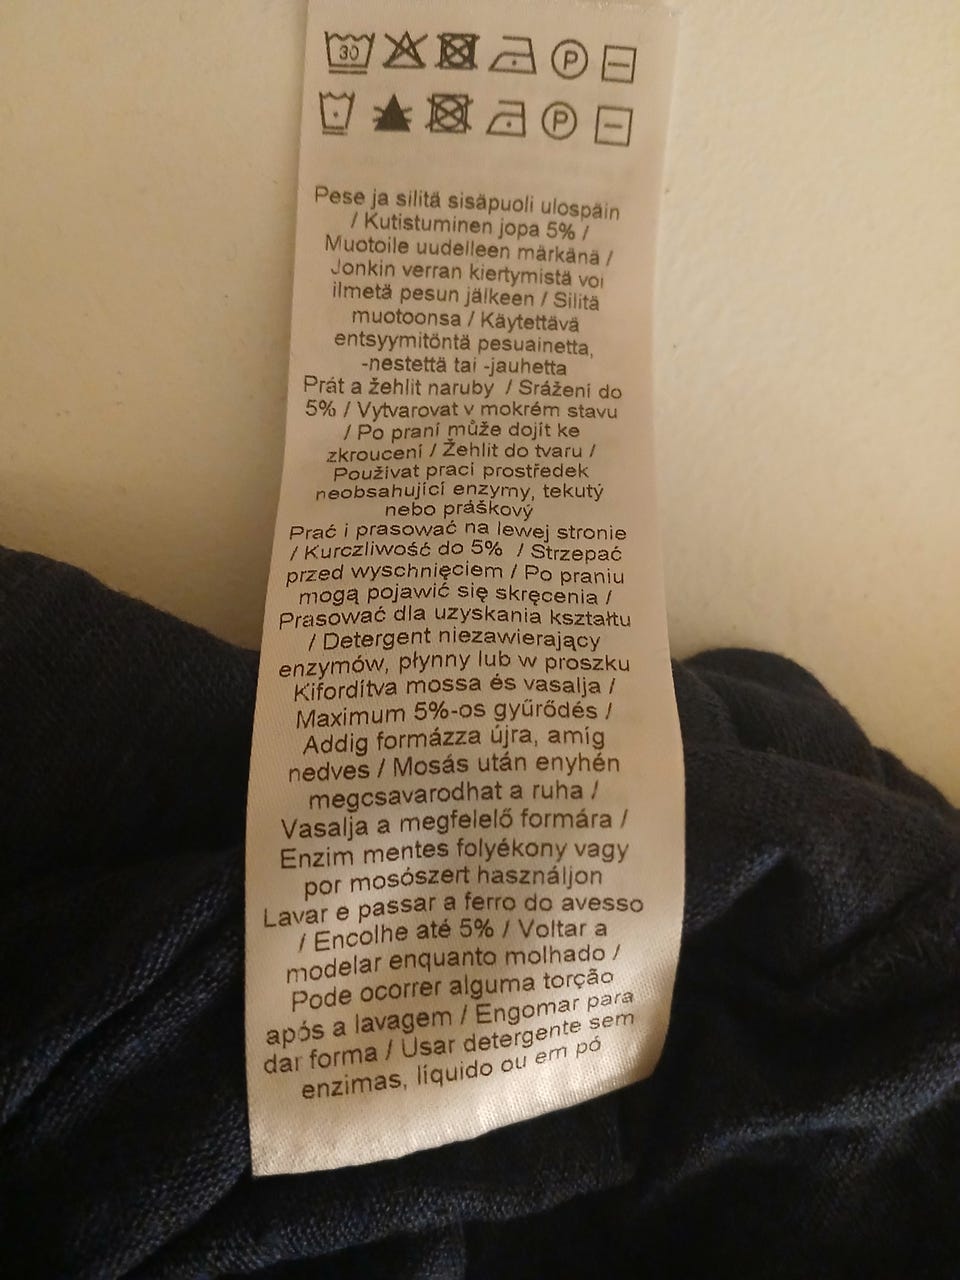 30 P
P
Pese ja silitä sisäpuoli ulospäin
/ Kutistuminen jopa 5% /
Muotoile uudelleen märkänä /
Jonkin verran kiertymistä voi
ilmetä pesun jälkeen / Silitä
muotoonsa / Käytettävä
entsyymitöntä pesuainetta,
-nestettä tai -jauhetta
Prát a žehlit naruby / Srážení do
5% / Vytvarovat v mokrém stavu
/ Po praní může dojít ke
zkroucení / Žehlit do tvaru /
Používat prací prostředek
neobsahující enzymy, tekutý
nebo práškový
Prać i prasować na lewej stronie
/ Kurczliwość do 5% / Strzepać
przed wyschnięciem / Po praniu
mogą pojawić się skręcenia /
Prasować dla uzyskania kształtu
/ Detergent niezawierający
enzymów, płynny lub w proszku
Kifordítva mossa és vasalja /
Maximum 5%-os gyűrődés /
Addig formázza újra, amíg
nedves / Mosás után enyhén
megcsavarodhat a ruha /
Vasalja a megfelelő formára /
Enzim mentes folyékony vagy
por mosószert használjon
Lavar e passar a ferro do avesso
/ Encolhe até 5% / Voltar a
modelar enquanto molhado /
Pode ocorrer alguma torção
após a lavagem / Engomar para
dar forma / Usar detergente sem
enzimas, líquido ou em pó